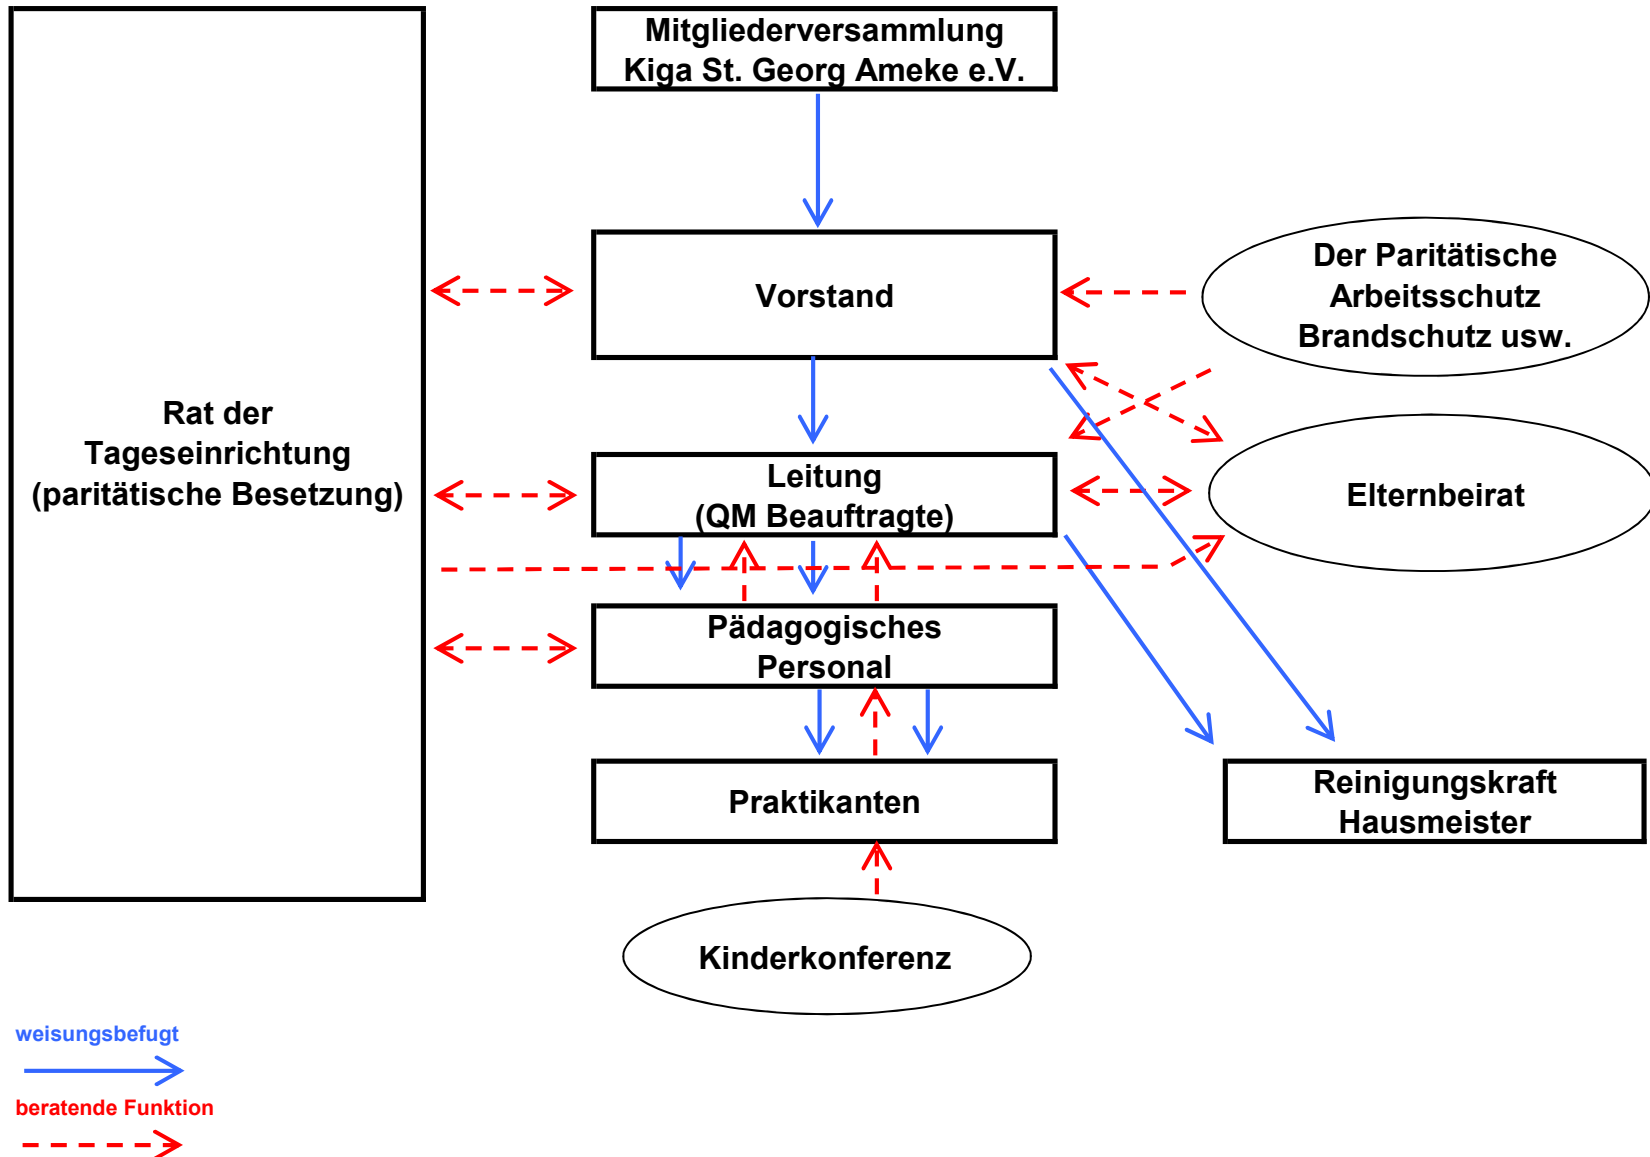 Mitgliederversammlung
Kiga St. Georg Ameke e.V.
Vorstand
Der Paritätische
Arbeitsschutz
Brandschutz usw.
Rat der
Tageseinrichtung
(paritätische Besetzung)
Leitung
(QM Beauftragte)
Elternbeirat
Pädagogisches
Personal
Praktikanten
Reinigungskraft
Hausmeister
Kinderkonferenz
weisungsbefugt
beratende Funktion